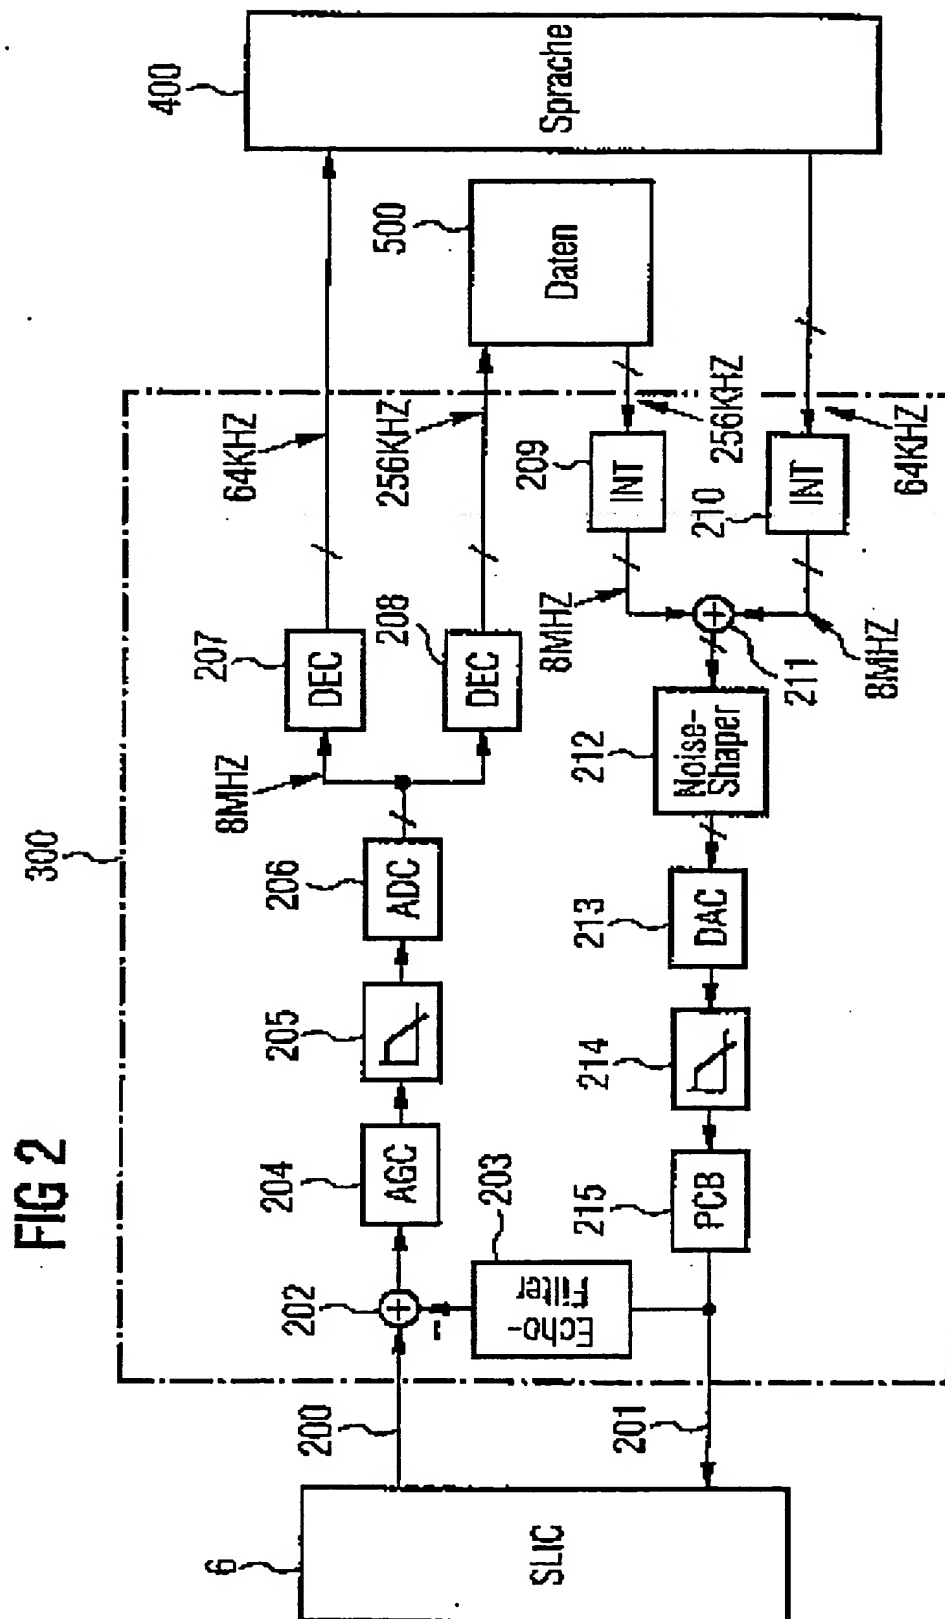 FIG 2
300
6
SLIC
200
201
202
Echo-
Filter
203
204
AGC
205
206
ADC
8MHZ
207
DEC
208
DEC
64KHZ
256KHZ
400
Sprache
500
Daten
209
INT
256KHZ
210
INT
64KHZ
8MHZ
8MHZ
211
212
Noise-
Shaper
213
DAC
214
215
PCB